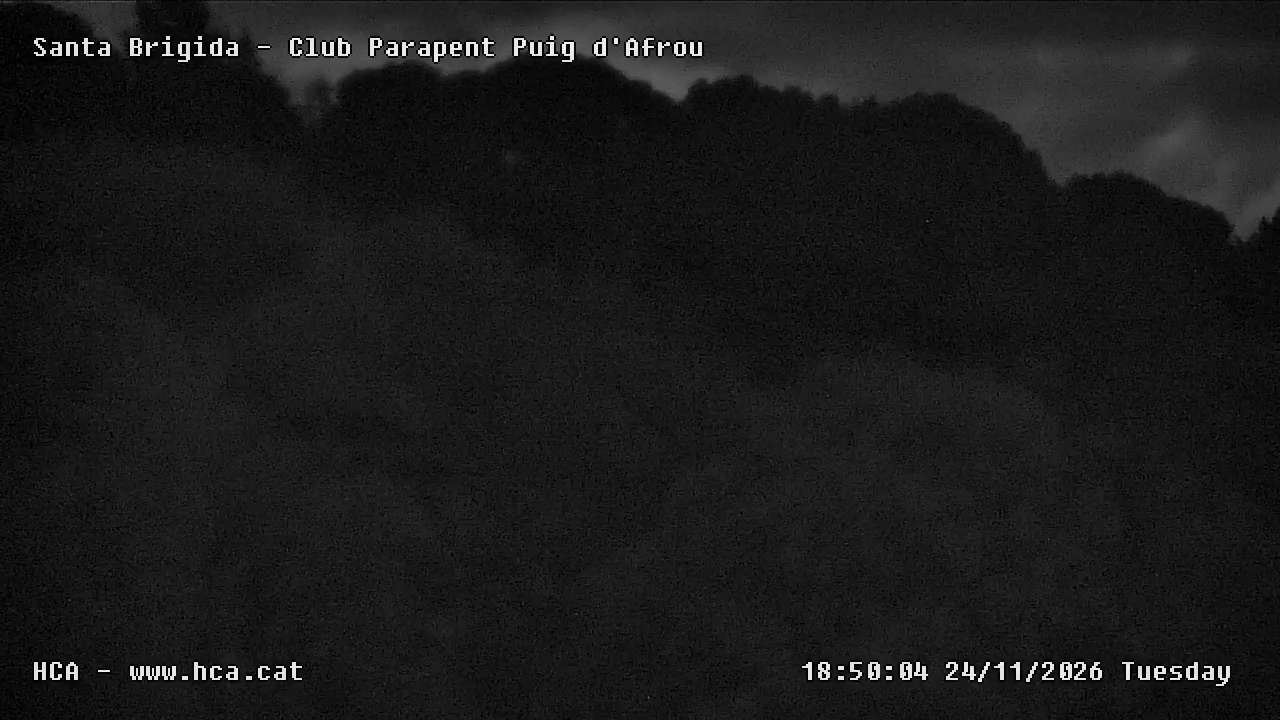 Santa Brigida - Club Parapent Puig d'Afrou
HCA - www.hca.cat
18:50:04 24/11/2026 Tuesday